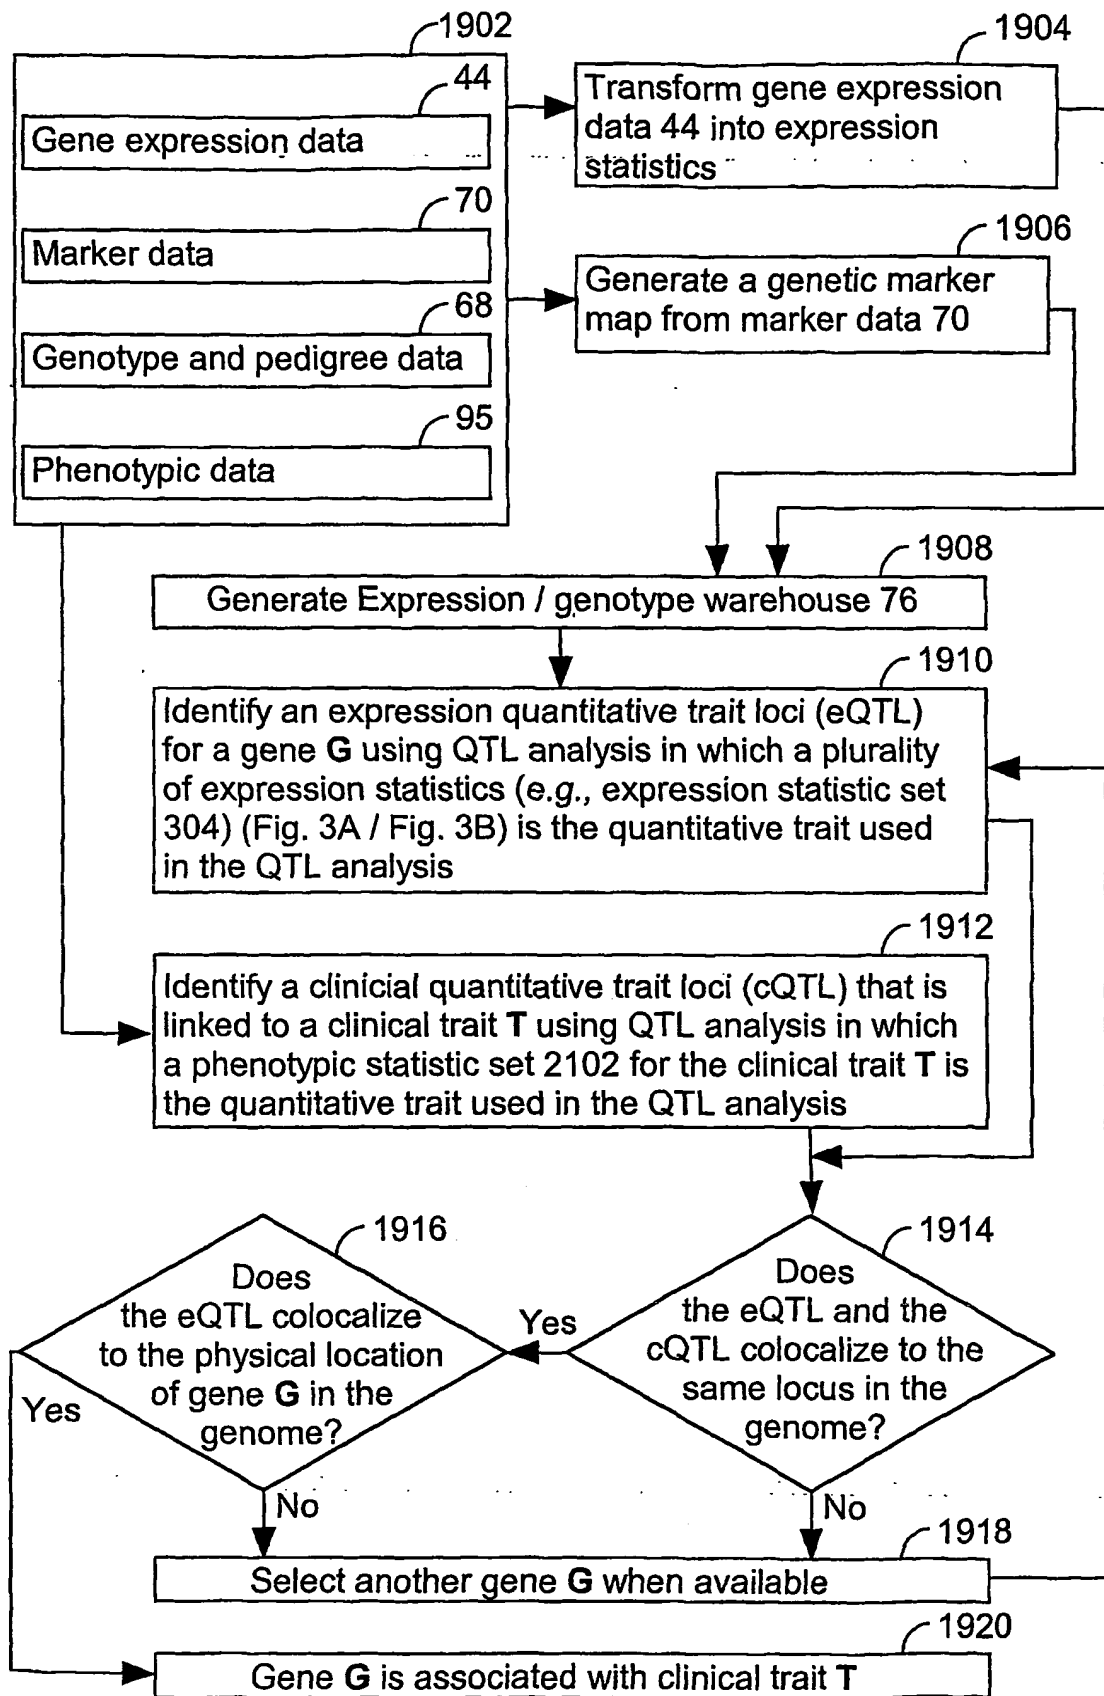 1902
44
Gene expression data
70
Marker data
68
Genotype and pedigree data
95
Phenotypic data
1904
Transform gene expression
data 44 into expression
statistics
1906
Generate a genetic marker
map from marker data 70
1908
Generate Expression / genotype warehouse 76
1910
Identify an expression quantitative trait loci (eQTL)
for a gene G using QTL analysis in which a plurality
of expression statistics (e.g., expression statistic set
304) (Fig. 3A / Fig. 3B) is the quantitative trait used
in the QTL analysis
1912
Identify a clinicial quantitative trait loci (cQTL) that is
linked to a clinical trait T using QTL analysis in which
a phenotypic statistic set 2102 for the clinical trait T is
the quantitative trait used in the QTL analysis
1914
Does
the eQTL and the
cQTL colocalize to the
same locus in the
genome?
Yes
No
1916
Does
the eQTL colocalize
to the physical location
of gene G in the
genome?
Yes
No
1918
Select another gene G when available
1920
Gene G is associated with clinical trait T